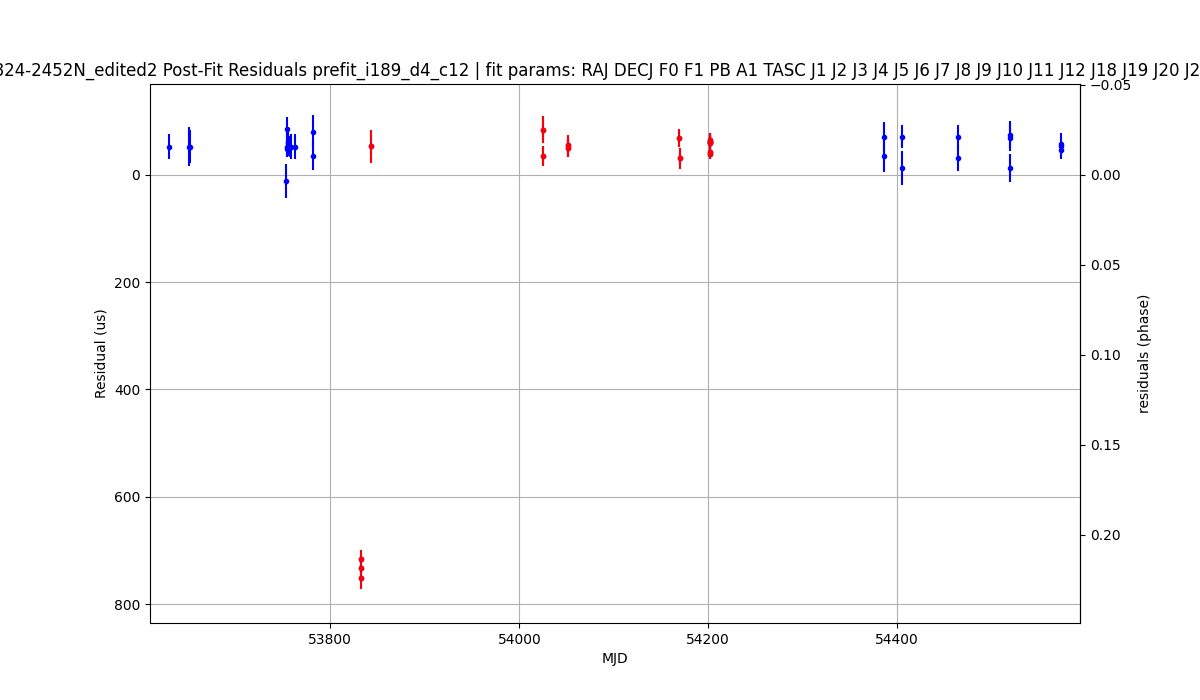 324-2452N_edited2 Post-Fit Residuals prefit_i189_d4_c12 | fit params: RAJ DECJ F0 F1 PB A1 TASC J1 J2 J3 J4 J5 J6 J7 J8 J9 J10 J11 J12 J18 J19 J20 J2
−0.05
0 0.00
0.05
200
0.10
400
0.15
600 0.20
800
53800 54000 54200 54400
MJD
Residual (us)
residuals (phase)